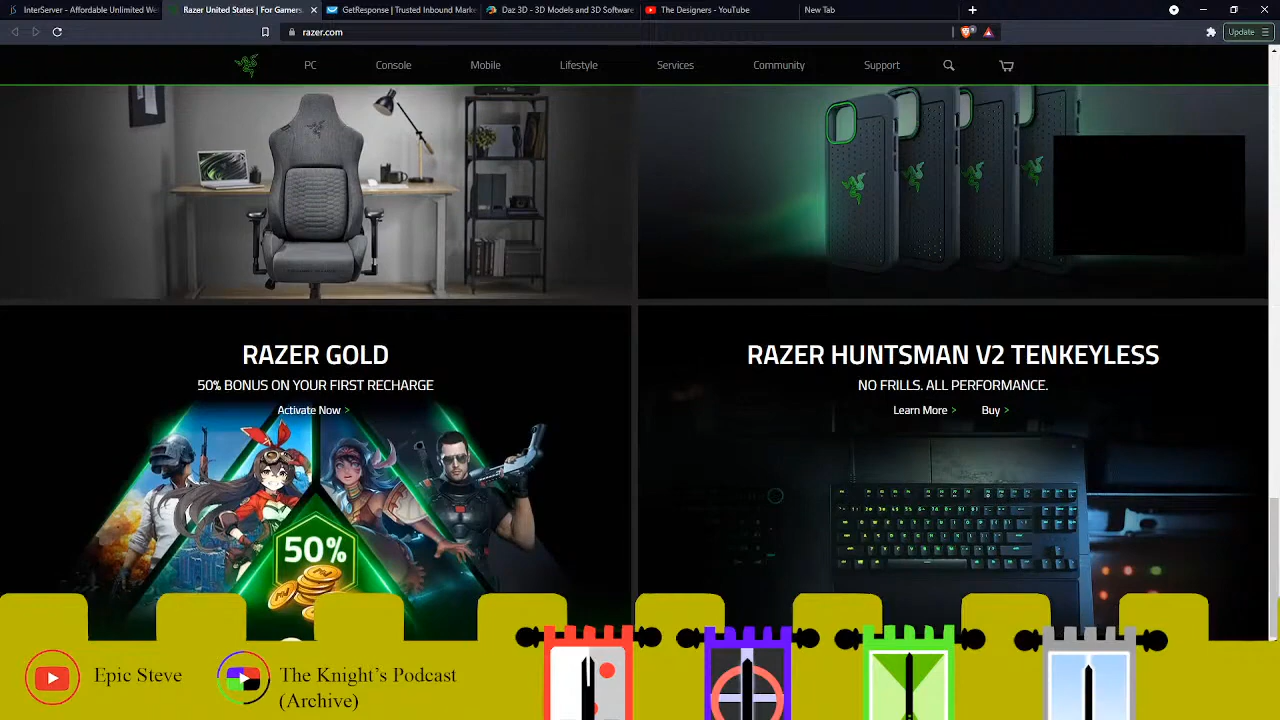 InterServer - Affordable Unlimited We
Razer United States | For Gamers.
GetResponse | Trusted Inbound Marke
Daz 3D - 3D Models and 3D Software
The Designers - YouTube
New Tab
razer.com
Update
PC
Console
Mobile
Lifestyle
Services
Community
Support
RAZER GOLD
50% BONUS ON YOUR FIRST RECHARGE
Activate Now >
50%
RAZER HUNTSMAN V2 TENKEYLESS
NO FRILLS. ALL PERFORMANCE.
Learn More >
Buy >
Epic Steve
The Knight's Podcast
(Archive)